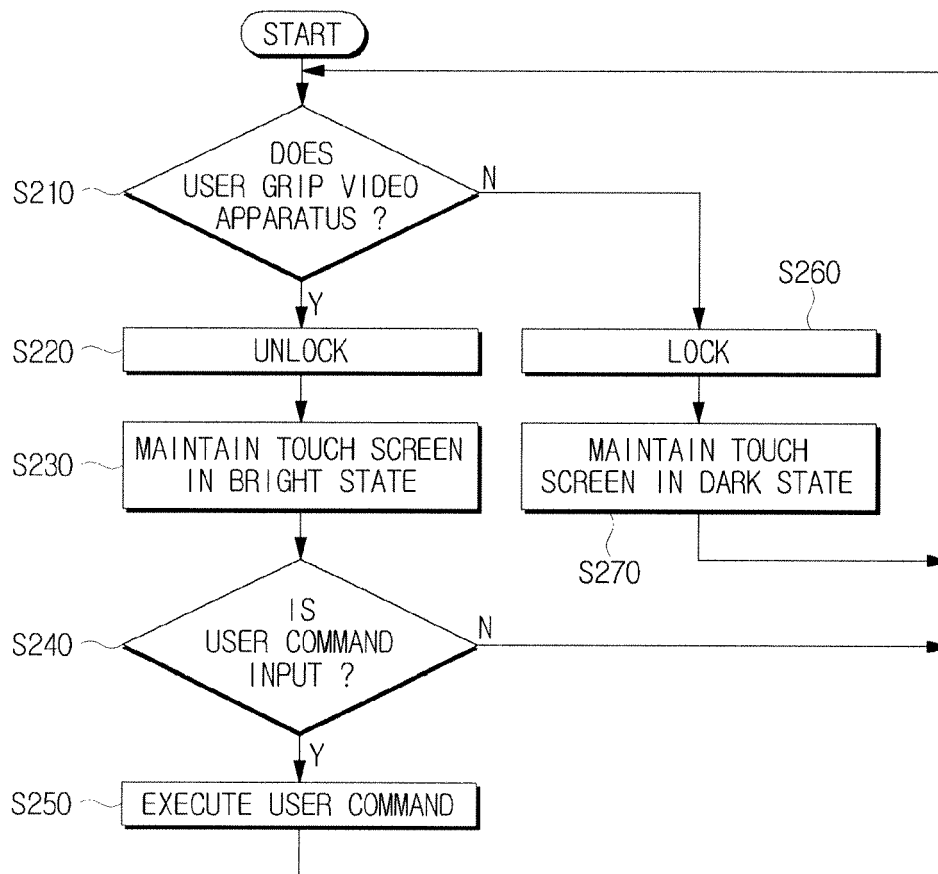 START
DOES
USER GRIP VIDEO
APPARATUS ?
S210
N
Y
S260
S220
UNLOCK
LOCK
S230
MAINTAIN TOUCH SCREEN
IN BRIGHT STATE
MAINTAIN TOUCH
SCREEN IN DARK STATE
S270
S240
IS
USER COMMAND
INPUT ?
N
Y
S250
EXECUTE USER COMMAND